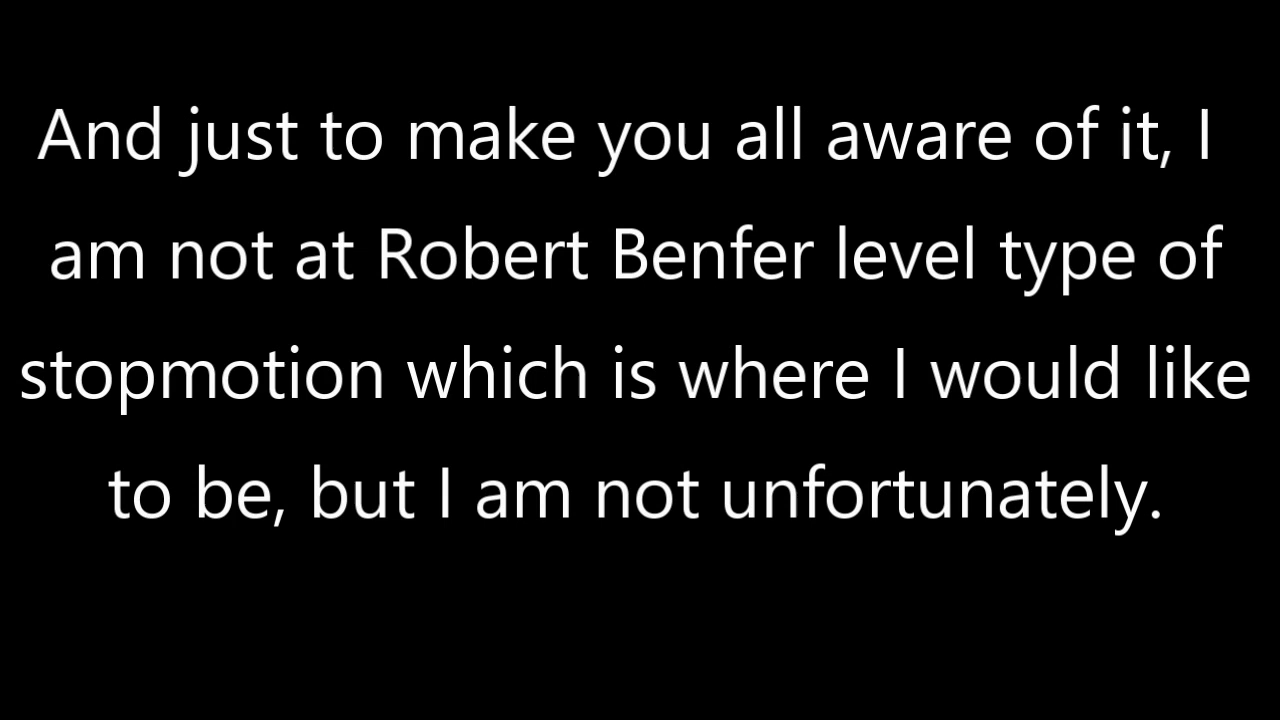 And just to make you all aware of it, I
am not at Robert Benfer level type of
stopmotion which is where I would like
to be, but I am not unfortunately.